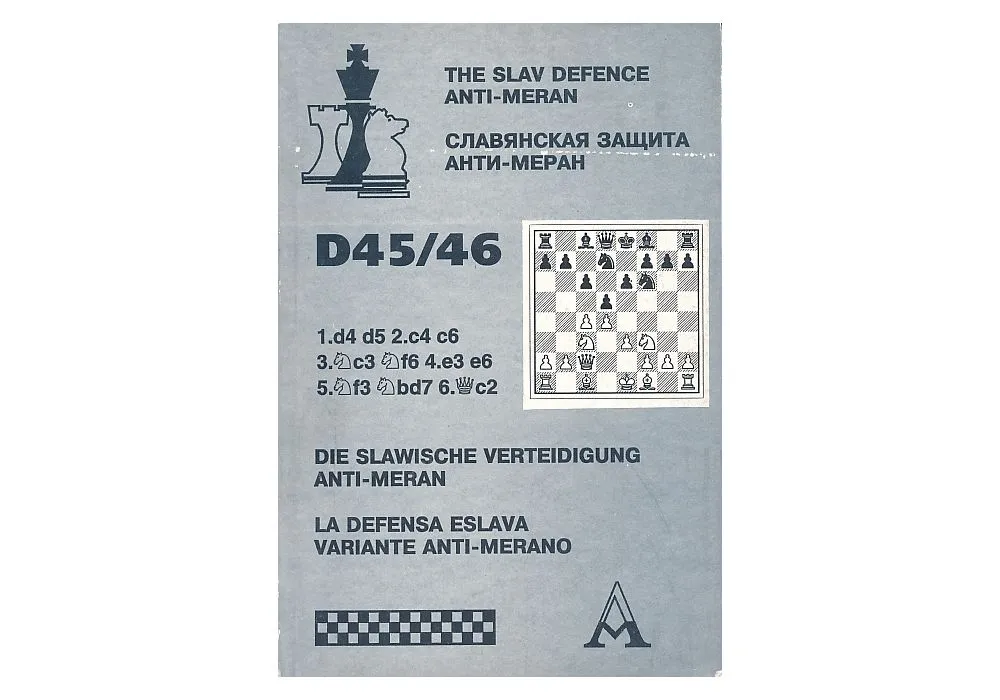 THE SLAV DEFENCE
ANTI-MERAN
СЛАВЯНСКАЯ ЗАЩИТА
АНТИ-МЕРАН
D45/46
1.d4 d5 2.c4 c6
3.♘c3 ♘f6 4.e3 e6
5.♘f3 ♘bd7 6.♕c2
DIE SLAWISCHE VERTEIDIGUNG
ANTI-MERAN
LA DEFENSA ESLAVA
VARIANTE ANTI-MERANO